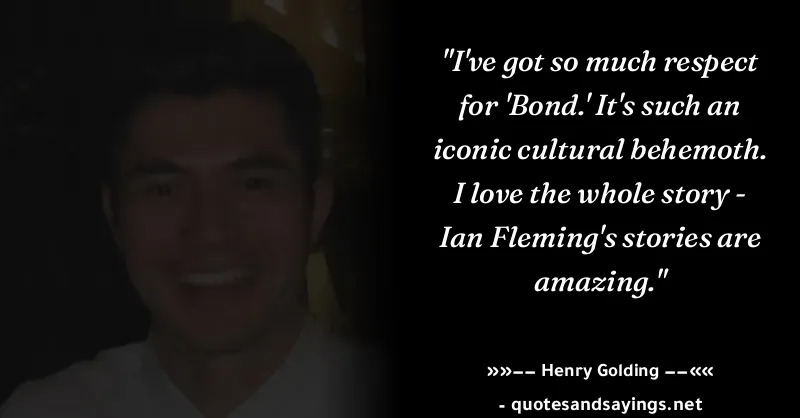 "I've got so much respect
for 'Bond.' It's such an
iconic cultural behemoth.
I love the whole story -
Ian Fleming's stories are
amazing."
»»−− Henry Golding −−««
- quotesandsayings.net